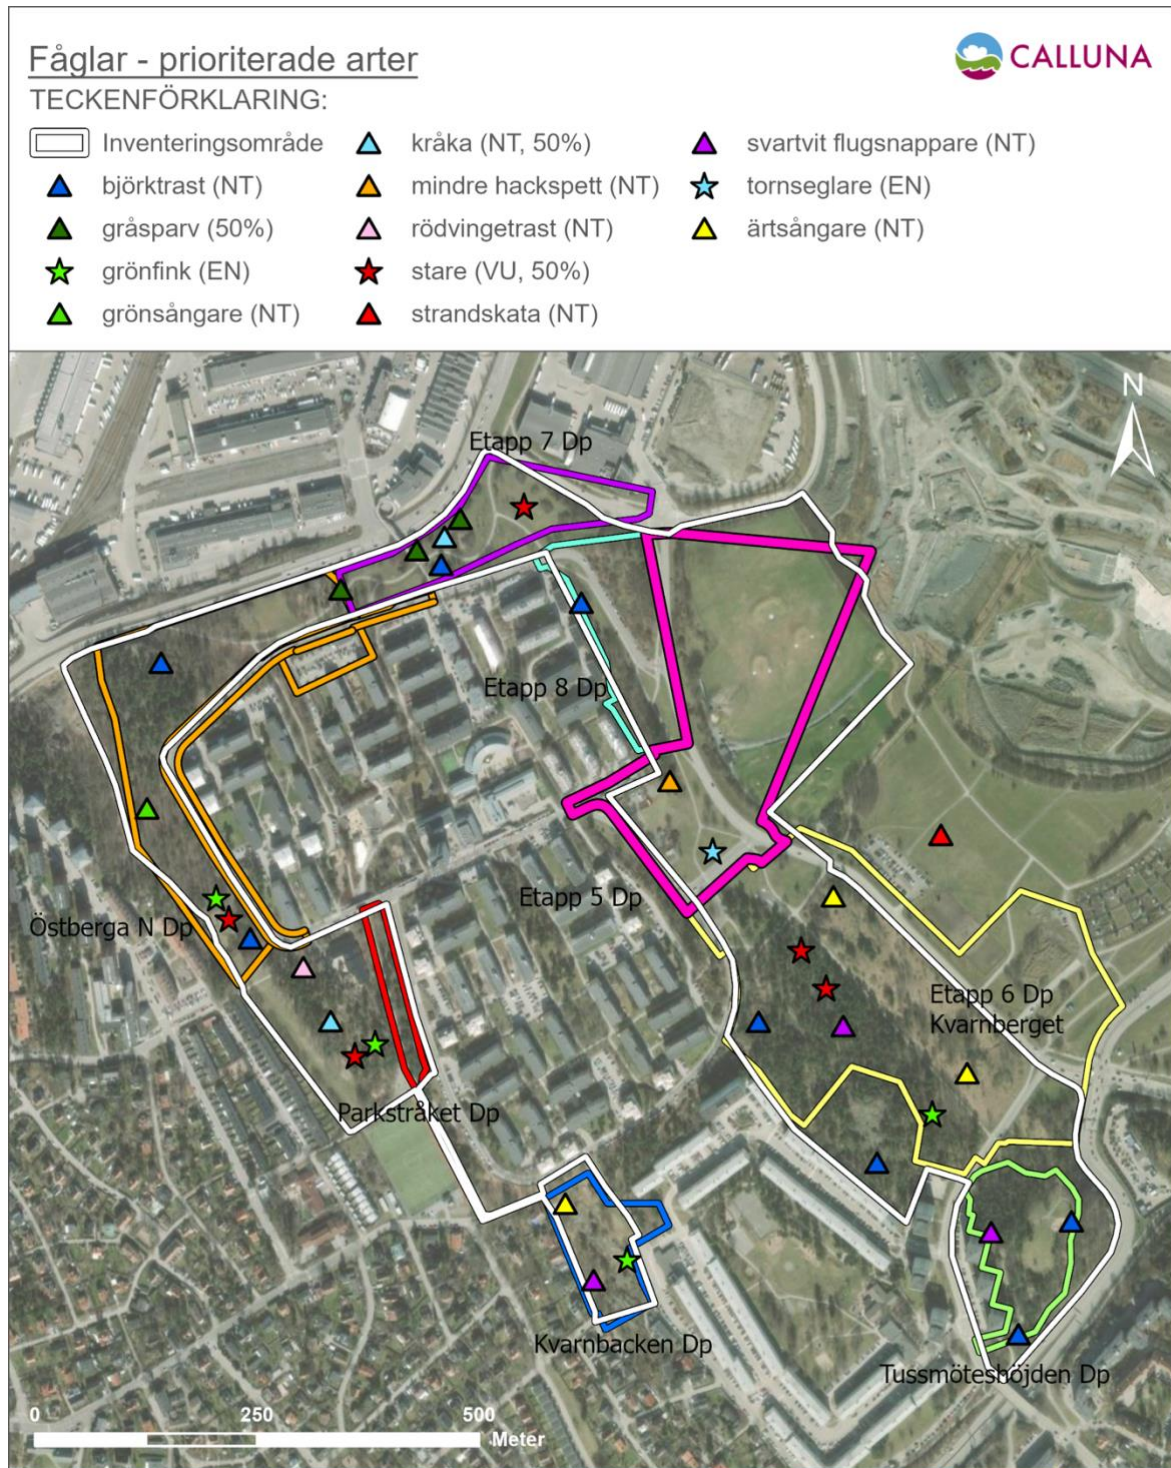 Fåglar - prioriterade arter
CALLUNA
TECKENFÖRKLARING:
Inventeringsområde
björktrast (NT)
gråsparv (50%)
grönfink (EN)
grönsångare (NT)
kråka (NT, 50%)
mindre hackspett (NT)
rödvingetrast (NT)
stare (VU, 50%)
strandskata (NT)
svartvit flugsnappare (NT)
tornseglare (EN)
ärtsångare (NT)
N
Etapp 7 Dp
Etapp 8 Dp
Etapp 5 Dp
Östberga N Dp
Etapp 6 Dp
Kvarnberget
Parkstråket Dp
Kvarnbacken Dp
Tussmöteshöjden Dp
0 250 500
Meter